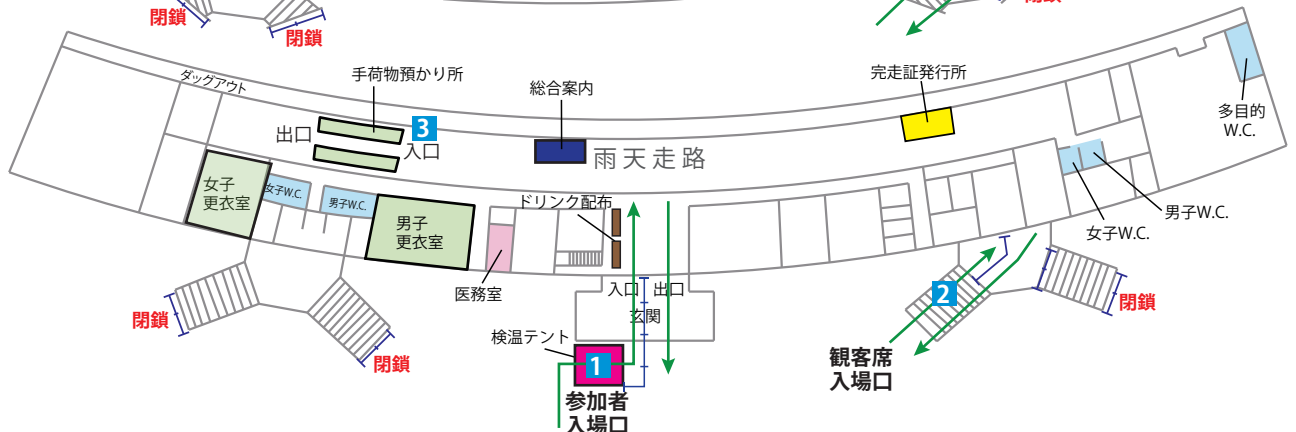 閉鎖
閉鎖
閉鎖
ダッグアウト
手荷物預かり所
総合案内
完走証発行所
多目的
W.C.
出口
3
入口
雨天走路
女子
更衣室
女子W.C.
男子W.C.
男子
更衣室
ドリンク配布
男子W.C.
女子W.C.
医務室
入口
出口
玄関
2
閉鎖
閉鎖
閉鎖
検温テント
1
参加者
入場口
観客席
入場口